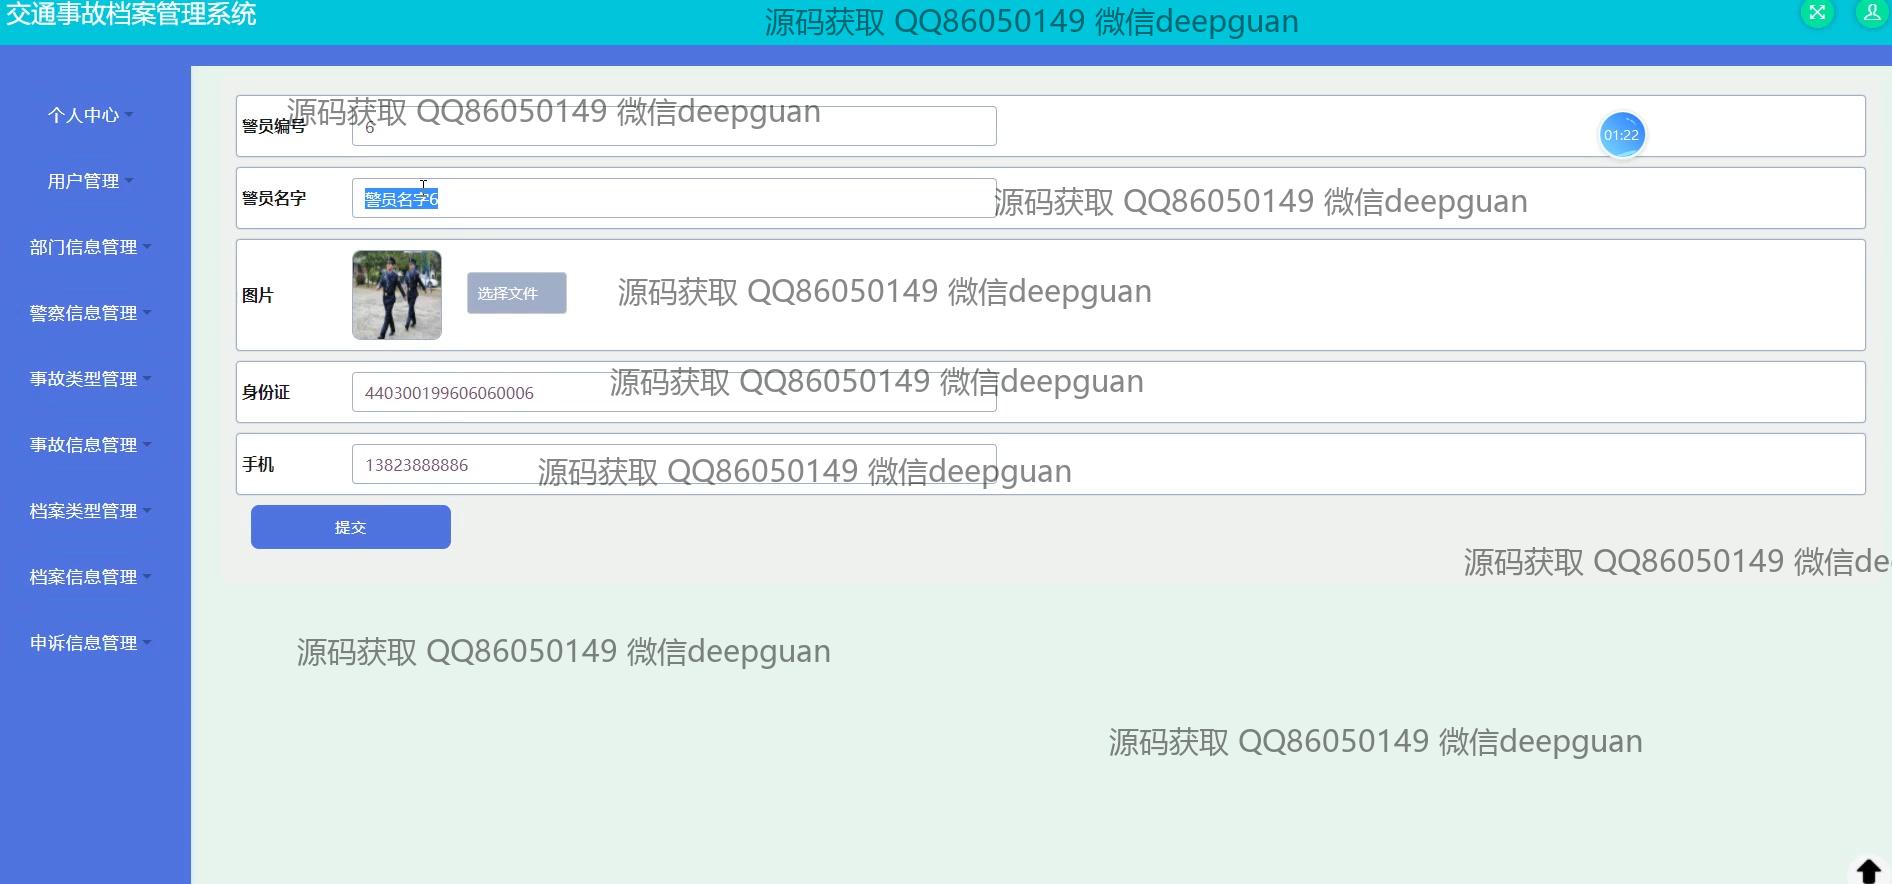 交通事故档案管理系统
源码获取 QQ86050149 微信deepguan
个人中心
用户管理
部门信息管理
警察信息管理
事故类型管理
事故信息管理
档案类型管理
档案信息管理
申诉信息管理
源码获取 QQ86050149 微信deepguan
警员编号 6
01:22
警员名字 警员名字6
源码获取 QQ86050149 微信deepguan
图片 选择文件
源码获取 QQ86050149 微信deepguan
身份证 440300199606060006
源码获取 QQ86050149 微信deepguan
手机 13823888886
源码获取 QQ86050149 微信deepguan
提交
源码获取 QQ86050149 微信de
源码获取 QQ86050149 微信deepguan
源码获取 QQ86050149 微信deepguan